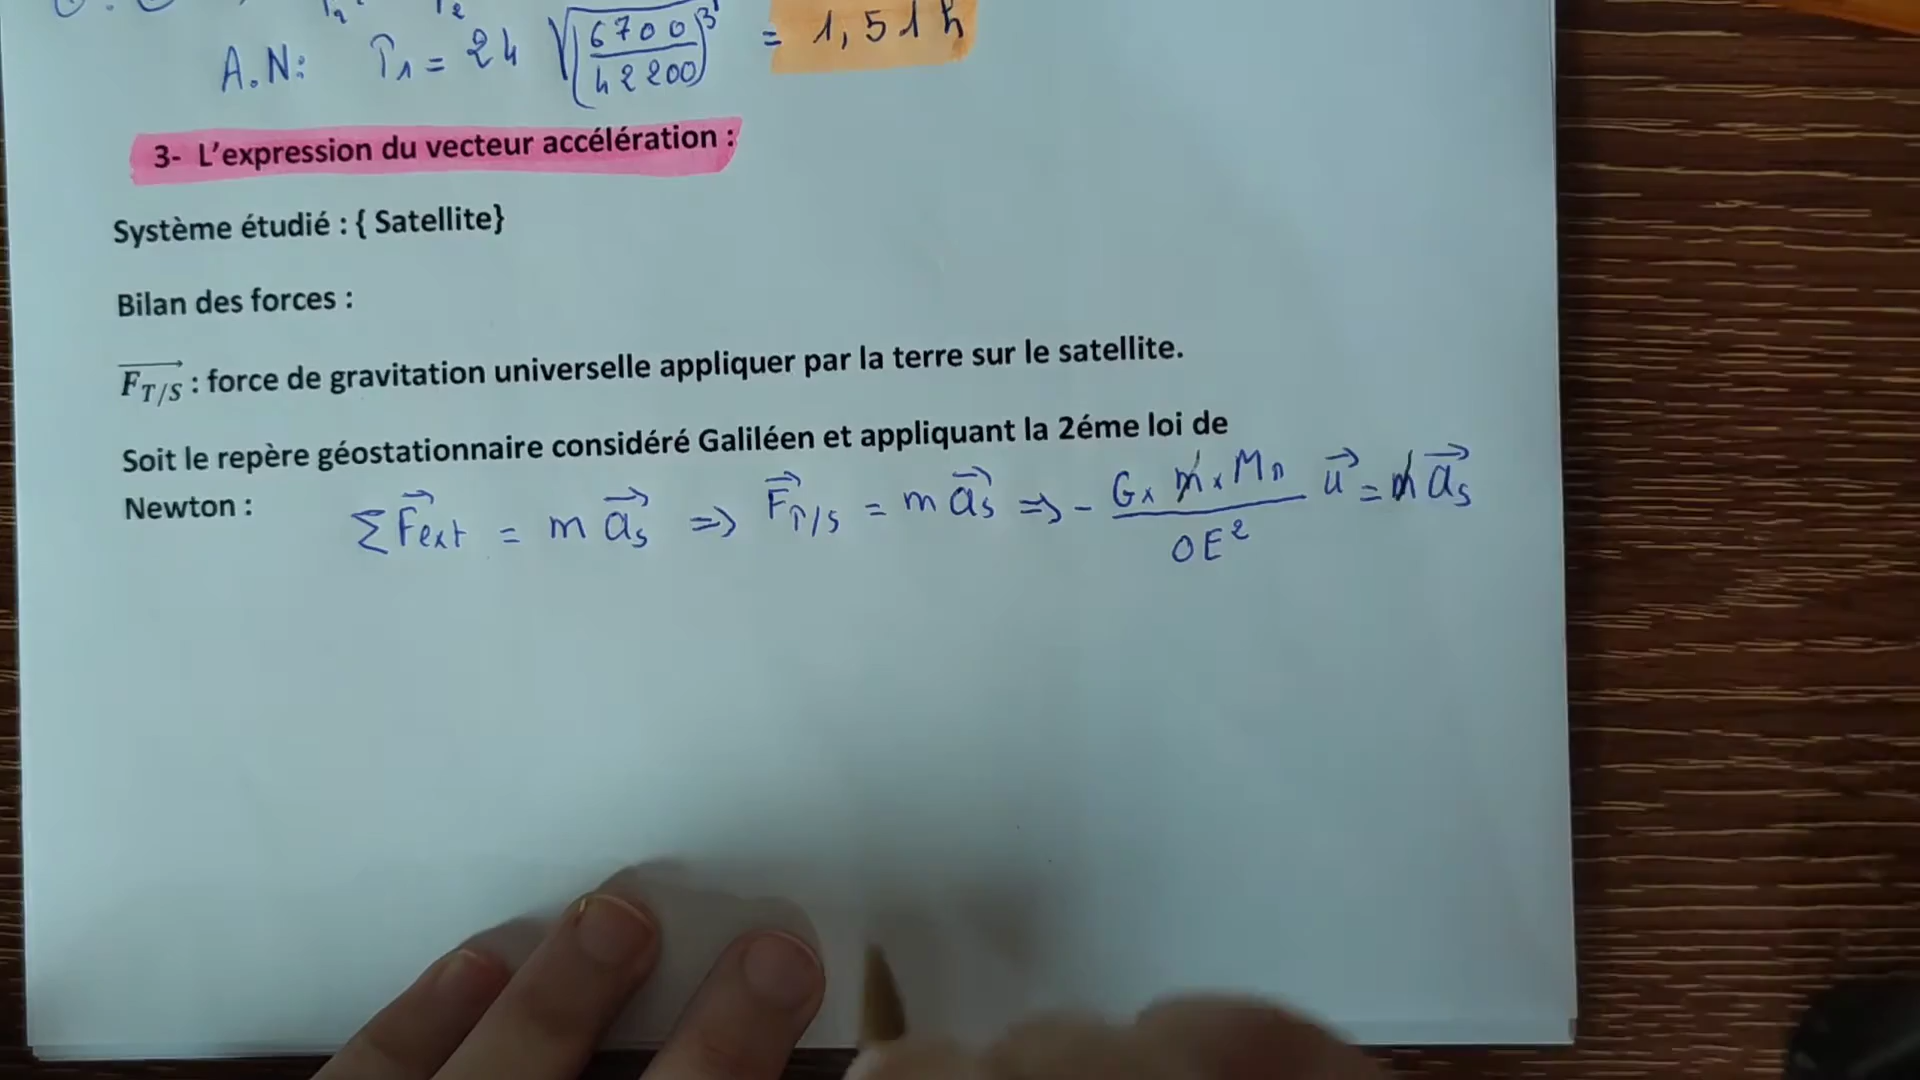 A.N: T₁ = 24 √(6700/42200)³ = 1,51 h
3- L'expression du vecteur accélération :
Système étudié : { Satellite}
Bilan des forces :
F⃗_T/S : force de gravitation universelle appliquer par la terre sur le satellite.
Soit le repère géostationnaire considéré Galiléen et appliquant la 2éme loi de
Newton : Σ F⃗ext = m a⃗s => F⃗T/s = m a⃗s => - G x m x MT / OE² u⃗ = m a⃗s